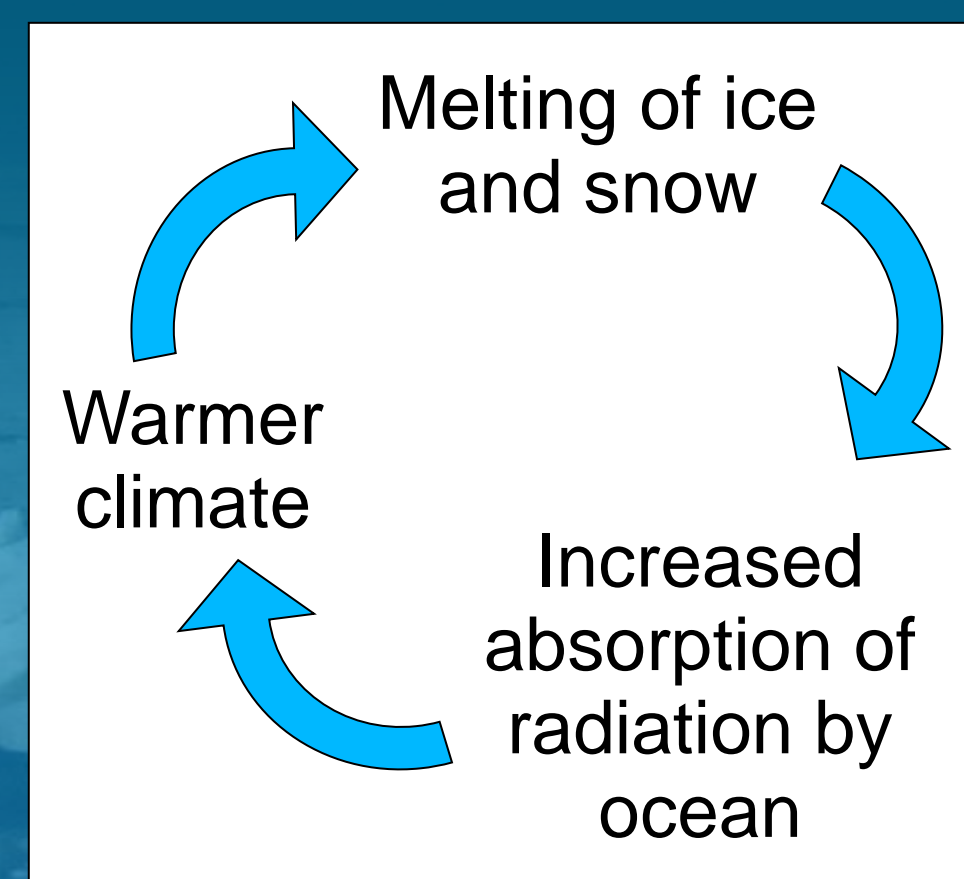 Melting of ice
and snow
Increased
absorption of
radiation by
ocean
Warmer
climate